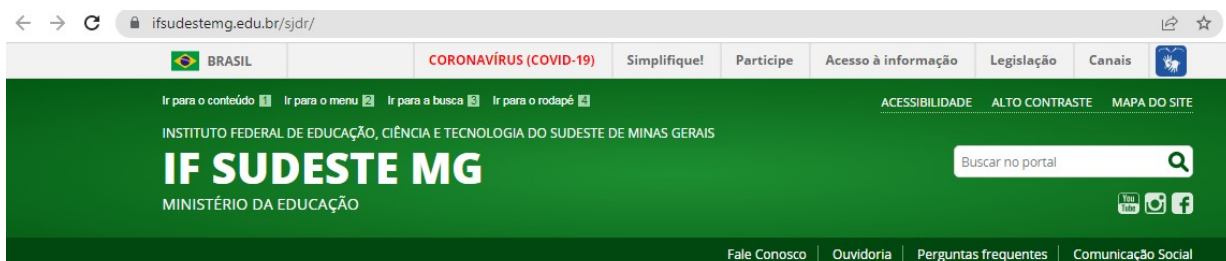 ifsudestemg.edu.br/sjdr/
BRASIL CORONAVÍRUS (COVID-19) Simplifique! Participe Acesso à informação Legislação Canais
Ir para o conteúdo 1 Ir para o menu 2 Ir para a busca 3 Ir para o rodapé 4 ACESSIBILIDADE ALTO CONTRASTE MAPA DO SITE
INSTITUTO FEDERAL DE EDUCAÇÃO, CIÊNCIA E TECNOLOGIA DO SUDESTE DE MINAS GERAIS
IF SUDESTE MG
Buscar no portal
MINISTÉRIO DA EDUCAÇÃO
You Tube
Fale Conosco Ouvidoria Perguntas frequentes Comunicação Social